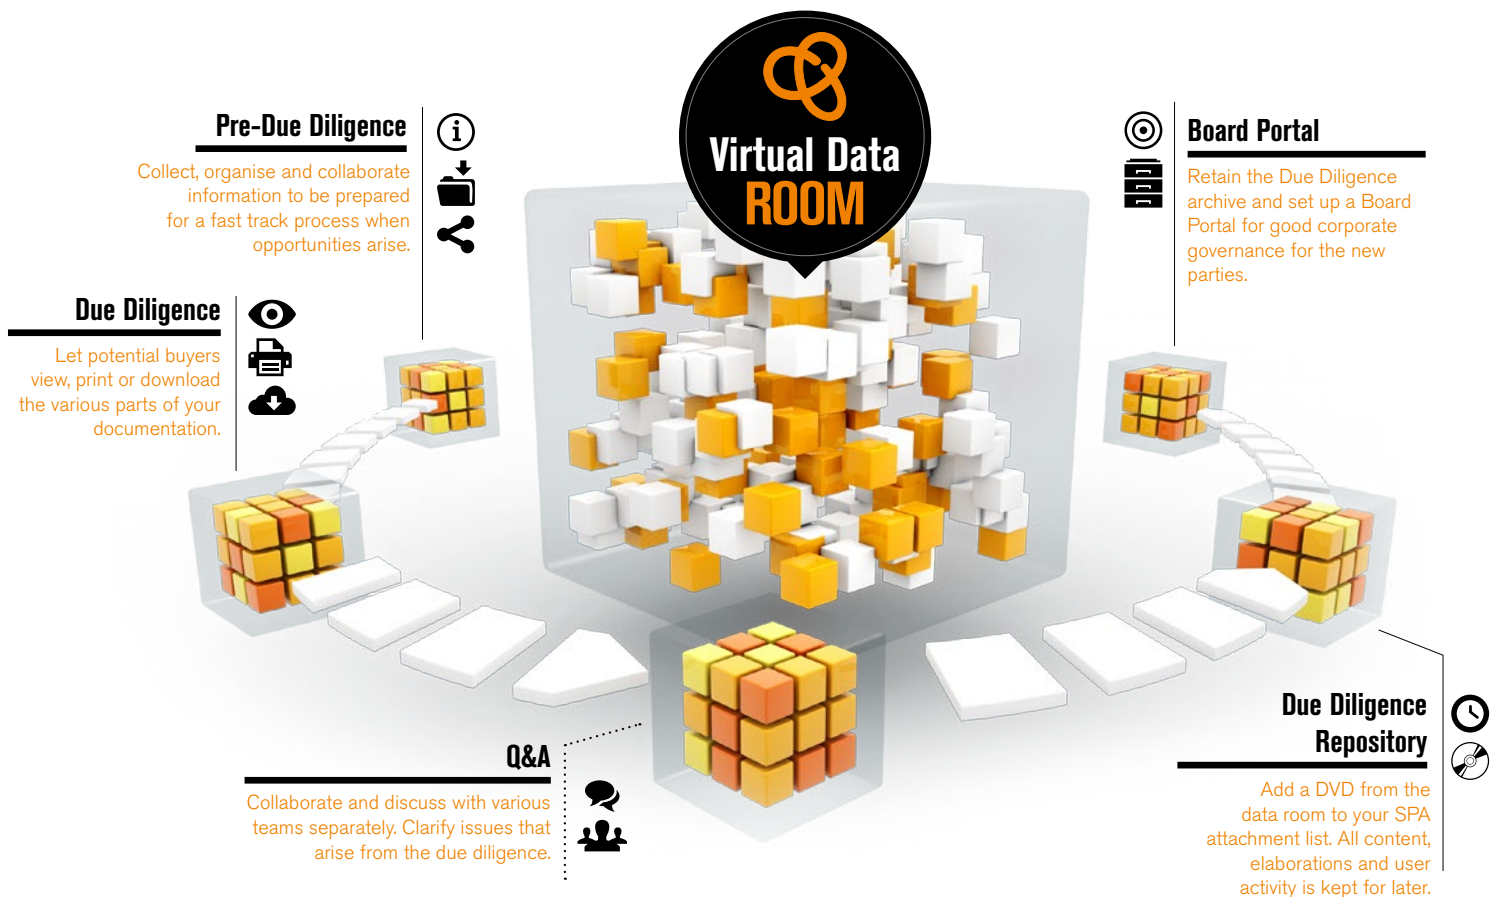 Virtual Data
ROOM
Pre-Due Diligence
Collect, organise and collaborate
information to be prepared
for a fast track process when
opportunities arise.
Due Diligence
Let potential buyers
view, print or download
the various parts of your
documentation.
Q&A
Collaborate and discuss with various
teams separately. Clarify issues that
arise from the due diligence.
Due Diligence
Repository
Add a DVD from the
data room to your SPA
attachment list. All content,
elaborations and user
activity is kept for later.
Board Portal
Retain the Due Diligence
archive and set up a Board
Portal for good corporate
governance for the new
parties.